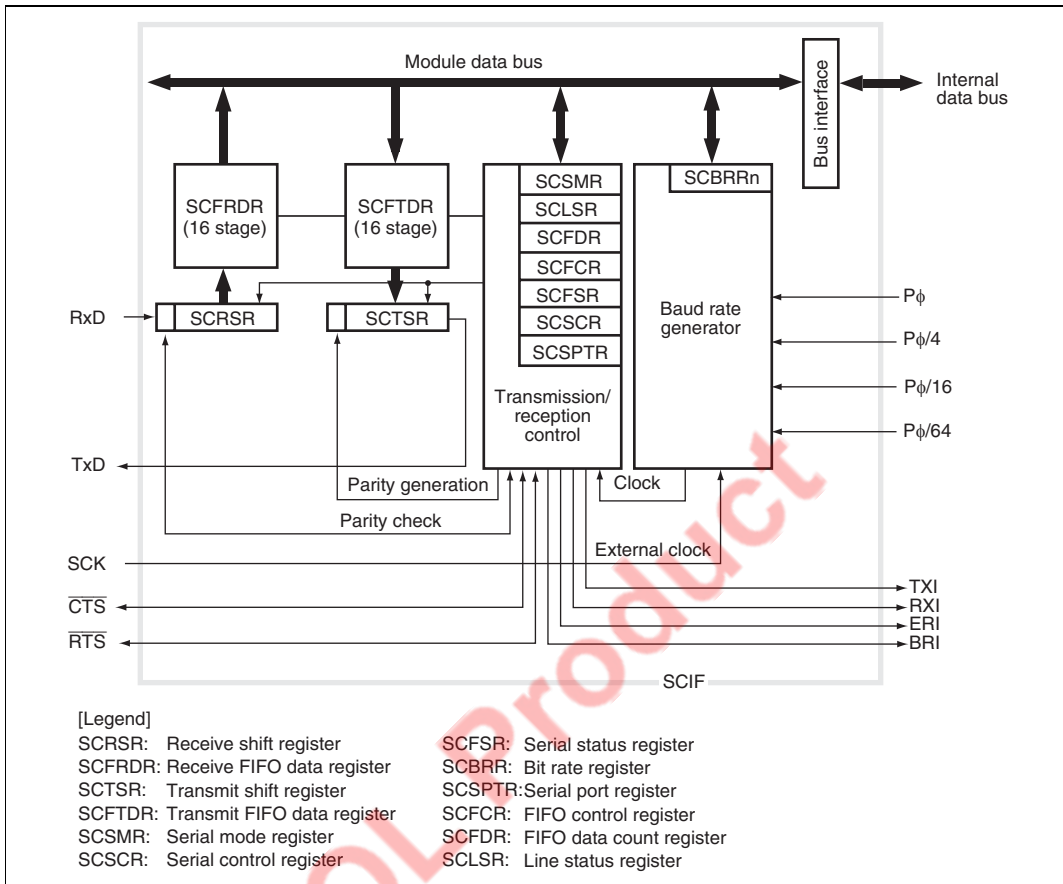 Module data bus
Bus interface
Internal
data bus
SCFRDR
(16 stage)
SCFTDR
(16 stage)
SCSMR
SCLSR
SCFDR
SCFCR
SCFSR
SCSCR
SCSPTR
Transmission/
reception
control
SCBRRn
Baud rate
generator
RxD
SCRSR
SCTSR
Pϕ
Pϕ/4
Pϕ/16
Pϕ/64
TxD
Parity generation
Clock
Parity check
SCK
External clock
CTS
RTS
TXI
RXI
ERI
BRI
SCIF
[Legend]
SCRSR: Receive shift register
SCFRDR: Receive FIFO data register
SCTSR: Transmit shift register
SCFTDR: Transmit FIFO data register
SCSMR: Serial mode register
SCSCR: Serial control register
SCFSR: Serial status register
SCBRR: Bit rate register
SCSPTR:Serial port register
SCFCR: FIFO control register
SCFDR: FIFO data count register
SCLSR: Line status register
OL Product